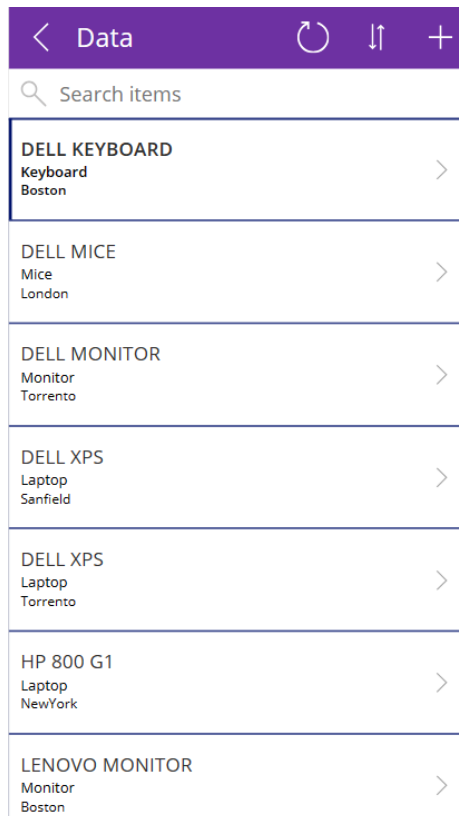 Data
Search items
DELL KEYBOARD
Keyboard
Boston
DELL MICE
Mice
London
DELL MONITOR
Monitor
Torrento
DELL XPS
Laptop
Sanfield
DELL XPS
Laptop
Torrento
HP 800 G1
Laptop
NewYork
LENOVO MONITOR
Monitor
Boston